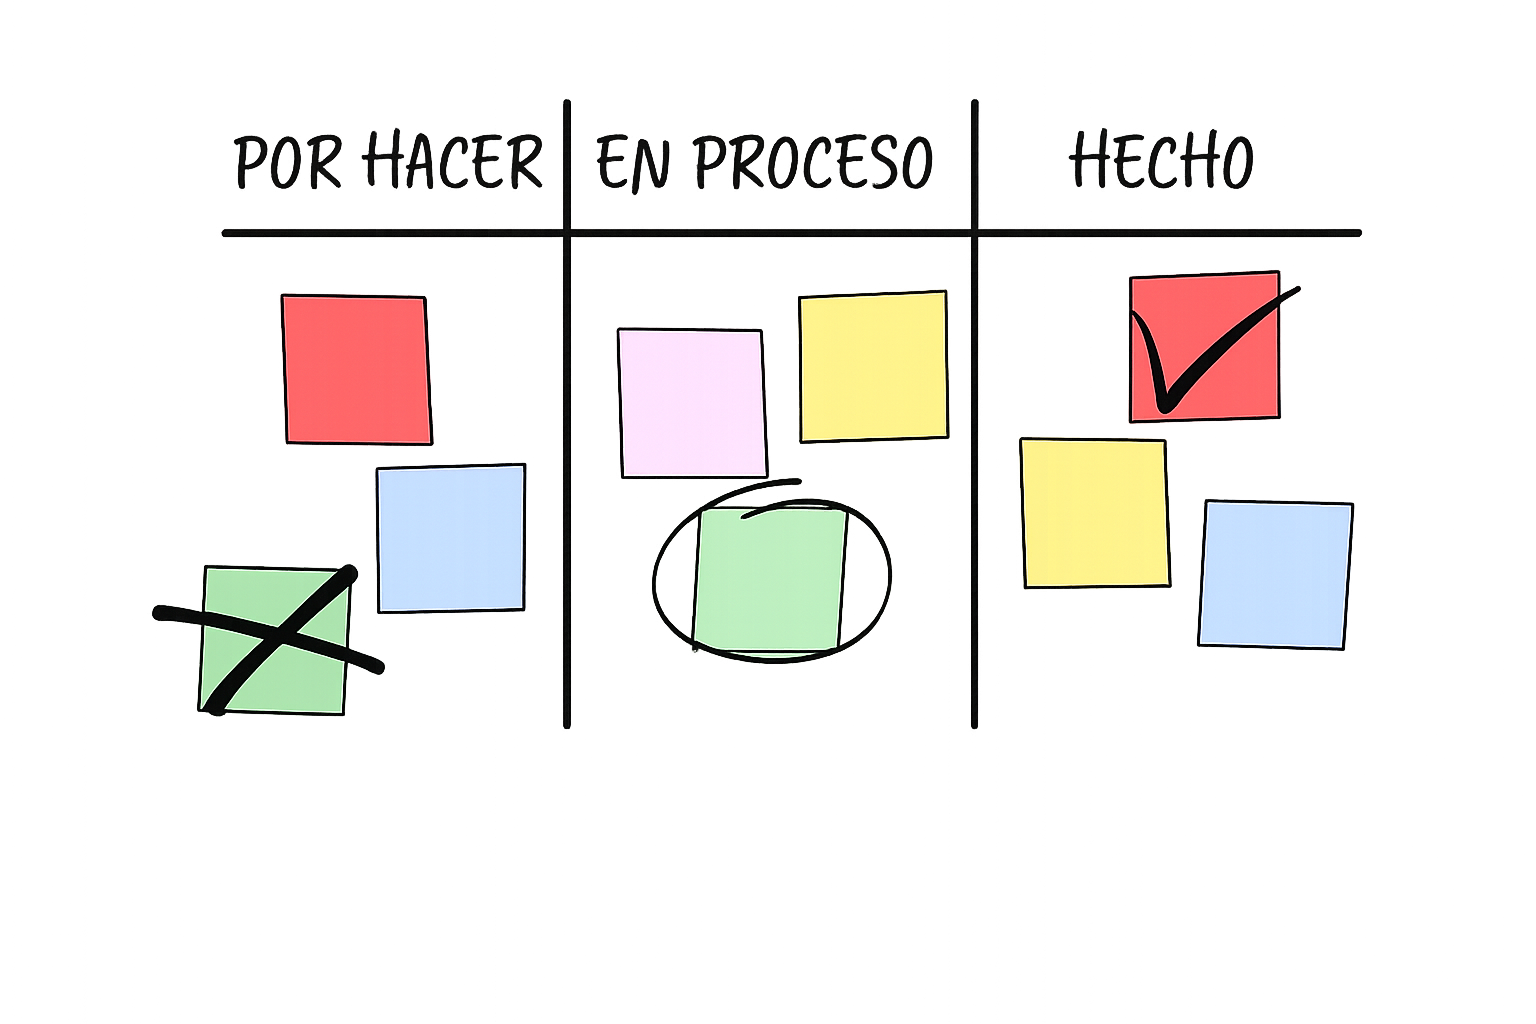 POR HACER
EN PROCESO
HECHO